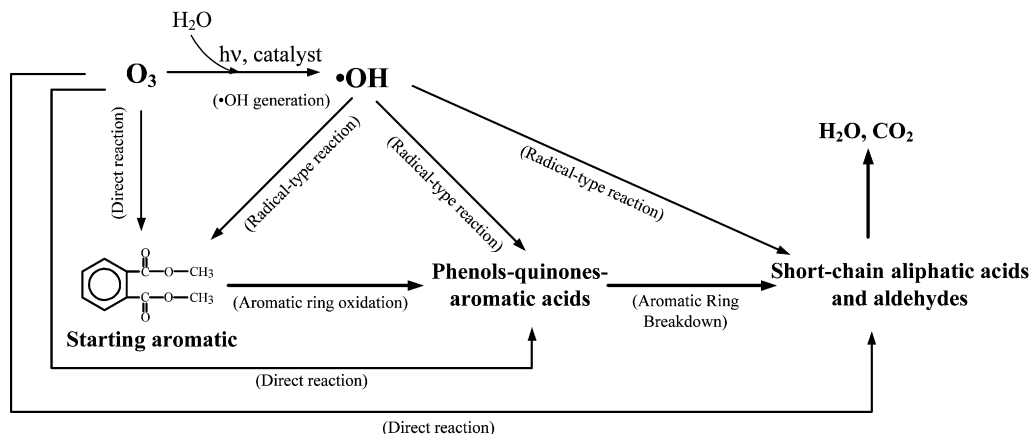 H₂O
hν, catalyst
O₃
•OH
(•OH generation)
(Direct reaction)
(Radical-type reaction)
(Radical-type reaction)
(Radical-type reaction)
H₂O, CO₂
O
C—O—CH₃
C—O—CH₃
O
Starting aromatic
(Aromatic ring oxidation)
Phenols-quinones-
aromatic acids
(Aromatic Ring
Breakdown)
Short-chain aliphatic acids
and aldehydes
(Direct reaction)
(Direct reaction)